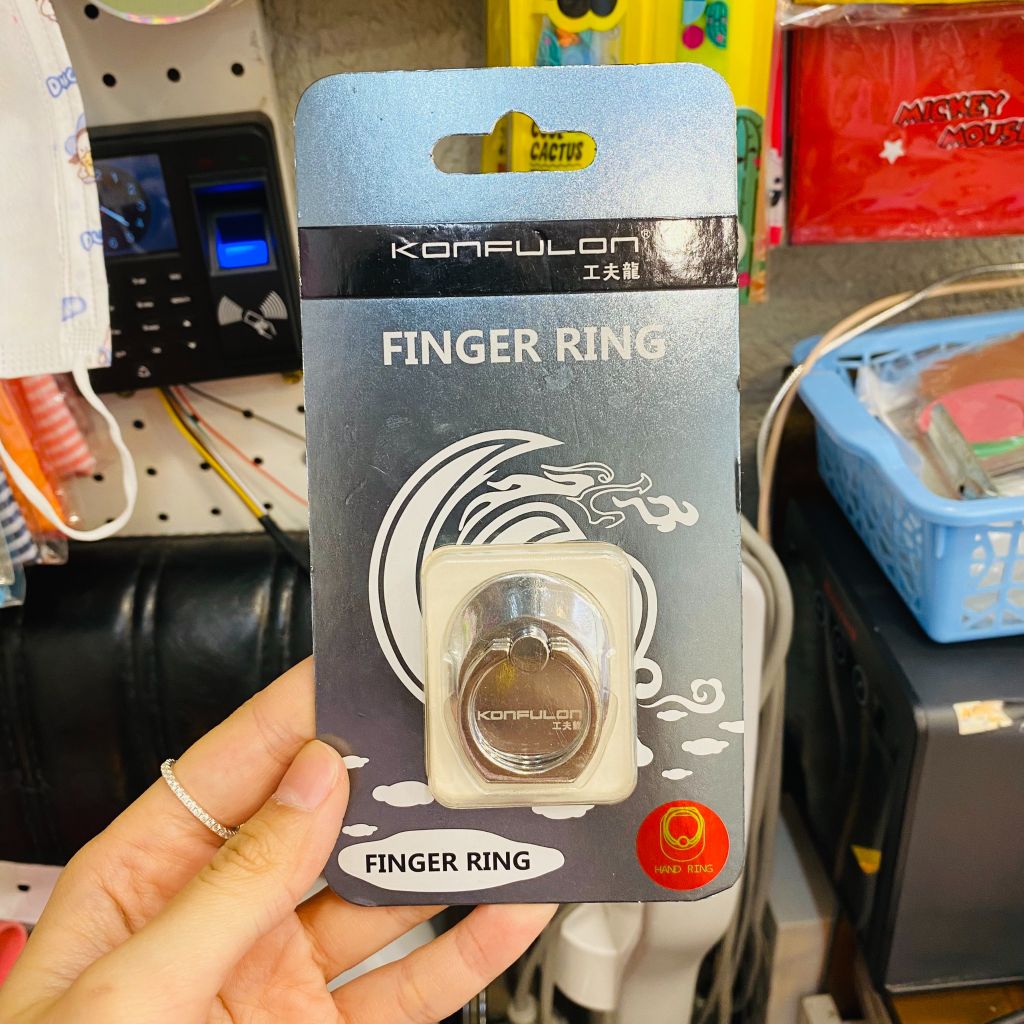 KONFULON®
工夫龍
FINGER RING
KONFULON
工夫龍
FINGER RING
HAND RING
CACTUS
MICKEY
MOUSE